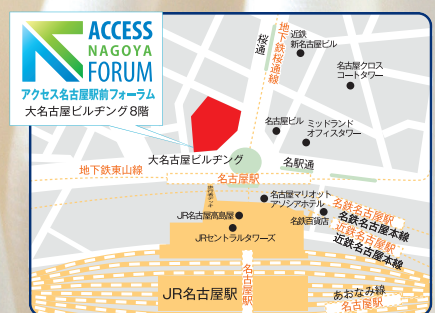 ACCESS
NAGOYA
FORUM
アクセス名古屋駅前フォーラム
大名古屋ビルヂング8階
桜通
地下鉄桜通線
近鉄
新名古屋ビル
名古屋クロス
コートタワー
名古屋ビル
ミッドランド
オフィスタワー
大名古屋ビルヂング
名駅通
地下鉄東山線
名古屋駅
名古屋マリオット
アソシアホテル
JR名古屋高島屋
名鉄百貨店
JRセントラルタワーズ
名鉄名古屋駅
名鉄名古屋本線
近鉄名古屋駅
近鉄名古屋本線
名古屋駅
JR名古屋駅
あおなみ線
名古屋駅